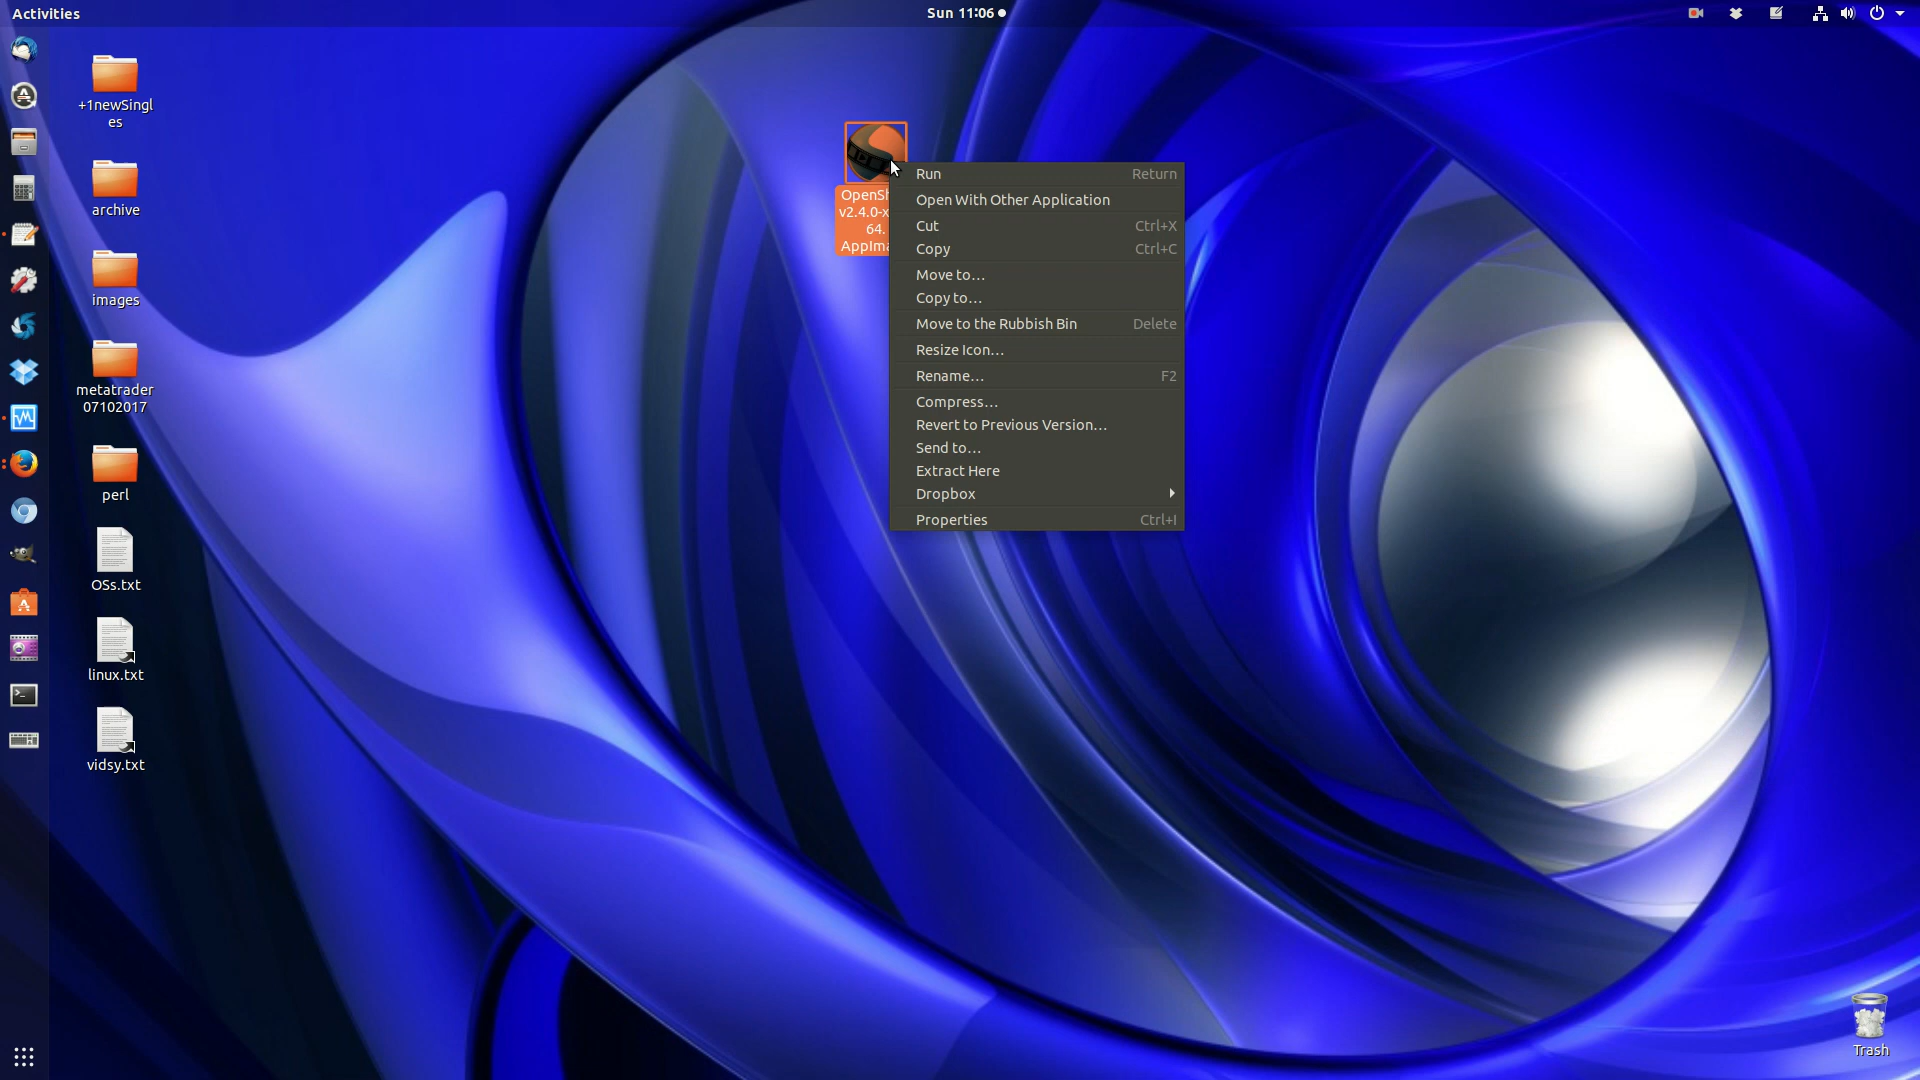 Activities
Sun 11:06
+1newSingl
es
archive
images
metatrader
07102017
perl
OSs.txt
linux.txt
vidsy.txt
OpenSh
v2.4.0-x
64.
AppIma
Run Return
Open With Other Application
Cut Ctrl+X
Copy Ctrl+C
Move to…
Copy to…
Move to the Rubbish Bin Delete
Resize Icon…
Rename… F2
Compress…
Revert to Previous Version…
Send to…
Extract Here
Dropbox
Properties Ctrl+I
Trash